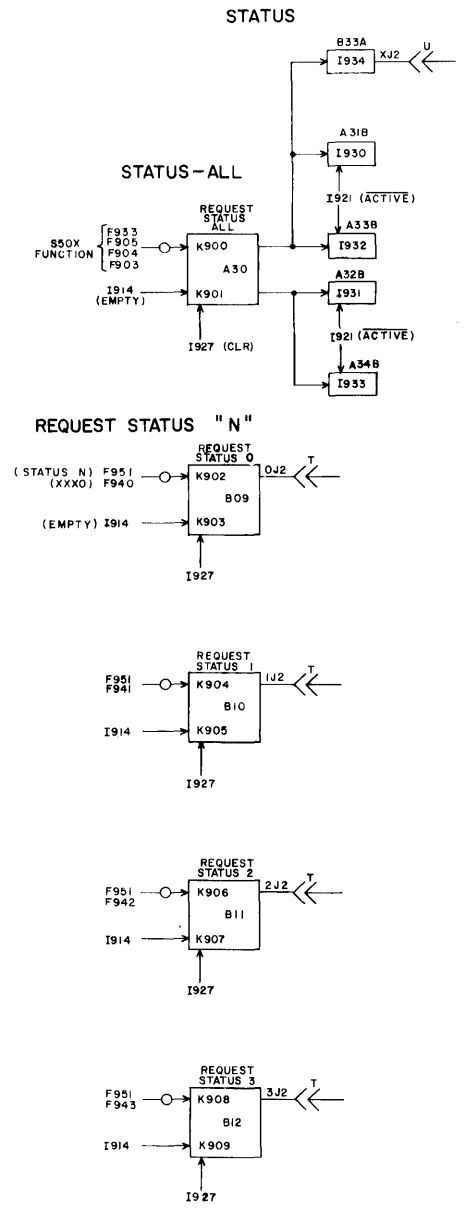 STATUS
B33A
I934
XJ2
U
A31B
I930
STATUS-ALL
I921 (ACTIVE)
REQUEST
STATUS
ALL
S50X
FUNCTION
F933
F905
F904
F903
K900
A30
A33B
I932
I914
(EMPTY)
K901
A32B
I931
I927 (CLR)
I921 (ACTIVE)
A34B
I933
REQUEST STATUS "N"
REQUEST
STATUS 0
(STATUS N) F951
(XXX0) F940
K902
0J2
T
B09
(EMPTY) I914
K903
I927
REQUEST
STATUS 1
F951
F941
K904
1J2
T
B10
I914
K905
I927
REQUEST
STATUS 2
F951
F942
K906
2J2
T
B11
I914
K907
I927
REQUEST
STATUS 3
F951
F943
K908
3J2
T
B12
I914
K909
I927